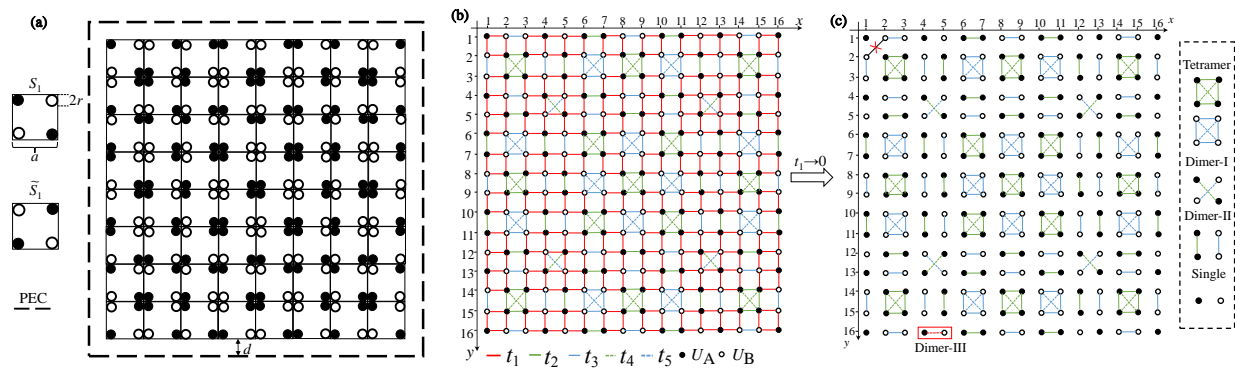 (a)
S₁
2r
a
S̃₁
PEC
d
(b)
1 2 3 4 5 6 7 8 9 10 11 12 13 14 15 16 x
1
2
3
4
5
6
7
8
9
10
11
12
13
14
15
16
y
t₁ t₂ t₃ t₄ t₅ U_A U_B
t₁→0
(c)
1 2 3 4 5 6 7 8 9 10 11 12 13 14 15 16 x
1
2
3
4
5
6
7
8
9
10
11
12
13
14
15
16
y
Dimer-III
Tetramer
Dimer-I
Dimer-II
Single